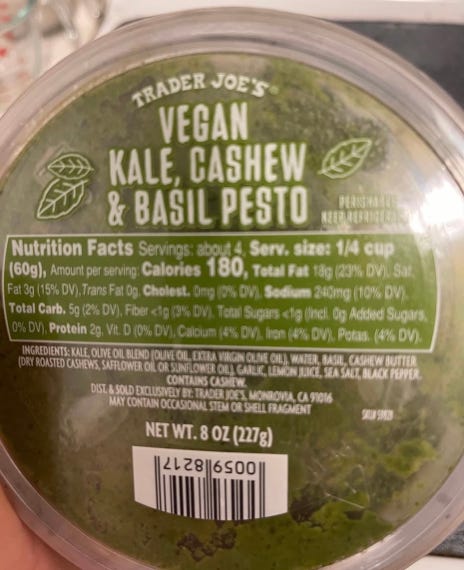 TRADER JOE'S
VEGAN
KALE, CASHEW
& BASIL PESTO
PERISHABLE
KEEP REFRIGERATED
Nutrition Facts Servings: about 4, Serv. size: 1/4 cup
(60g), Amount per serving: Calories 180, Total Fat 18g (23% DV), Sat.
Fat 3g (15% DV), Trans Fat 0g, Cholest. 0mg (0% DV), Sodium 240mg (10% DV),
Total Carb. 5g (2% DV), Fiber <1g (3% DV), Total Sugars <1g (Incl. 0g Added Sugars,
0% DV), Protein 2g, Vit. D (0% DV), Calcium (4% DV), Iron (4% DV), Potas. (4% DV).
INGREDIENTS: KALE, OLIVE OIL BLEND (OLIVE OIL, EXTRA VIRGIN OLIVE OIL), WATER, BASIL, CASHEW BUTTER
(DRY ROASTED CASHEWS, SAFFLOWER OIL OR SUNFLOWER OIL), GARLIC, LEMON JUICE, SEA SALT, BLACK PEPPER.
CONTAINS CASHEW.
DIST. & SOLD EXCLUSIVELY BY: TRADER JOE'S, MONROVIA, CA 91016
MAY CONTAIN OCCASIONAL STEM OR SHELL FRAGMENT
SKU# 59821
NET WT. 8 OZ (227g)
0059 8217